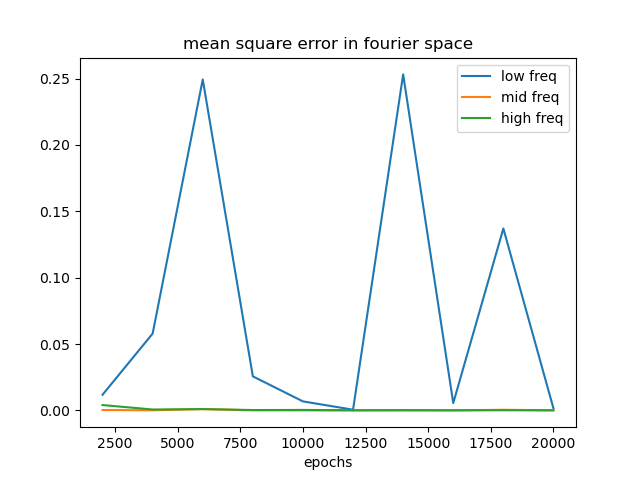 mean square error in fourier space
low freq
mid freq
high freq
0.25
0.20
0.15
0.10
0.05
0.00
2500 5000 7500 10000 12500 15000 17500 20000
epochs